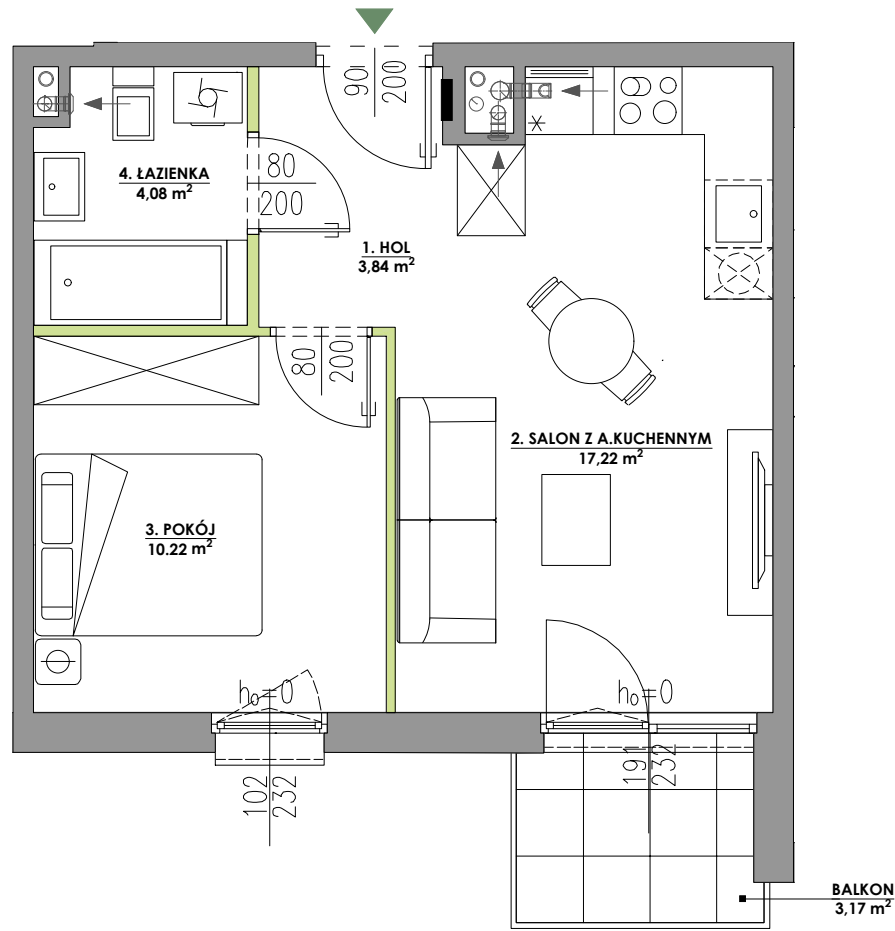 90
200
4. ŁAZIENKA
4,08 m²
80
200
1. HOL
3,84 m²
80
200
2. SALON Z A.KUCHENNYM
17,22 m²
3. POKÓJ
10.22 m²
h₀=0
h₀=0
102
232
191
232
BALKON
3,17 m²